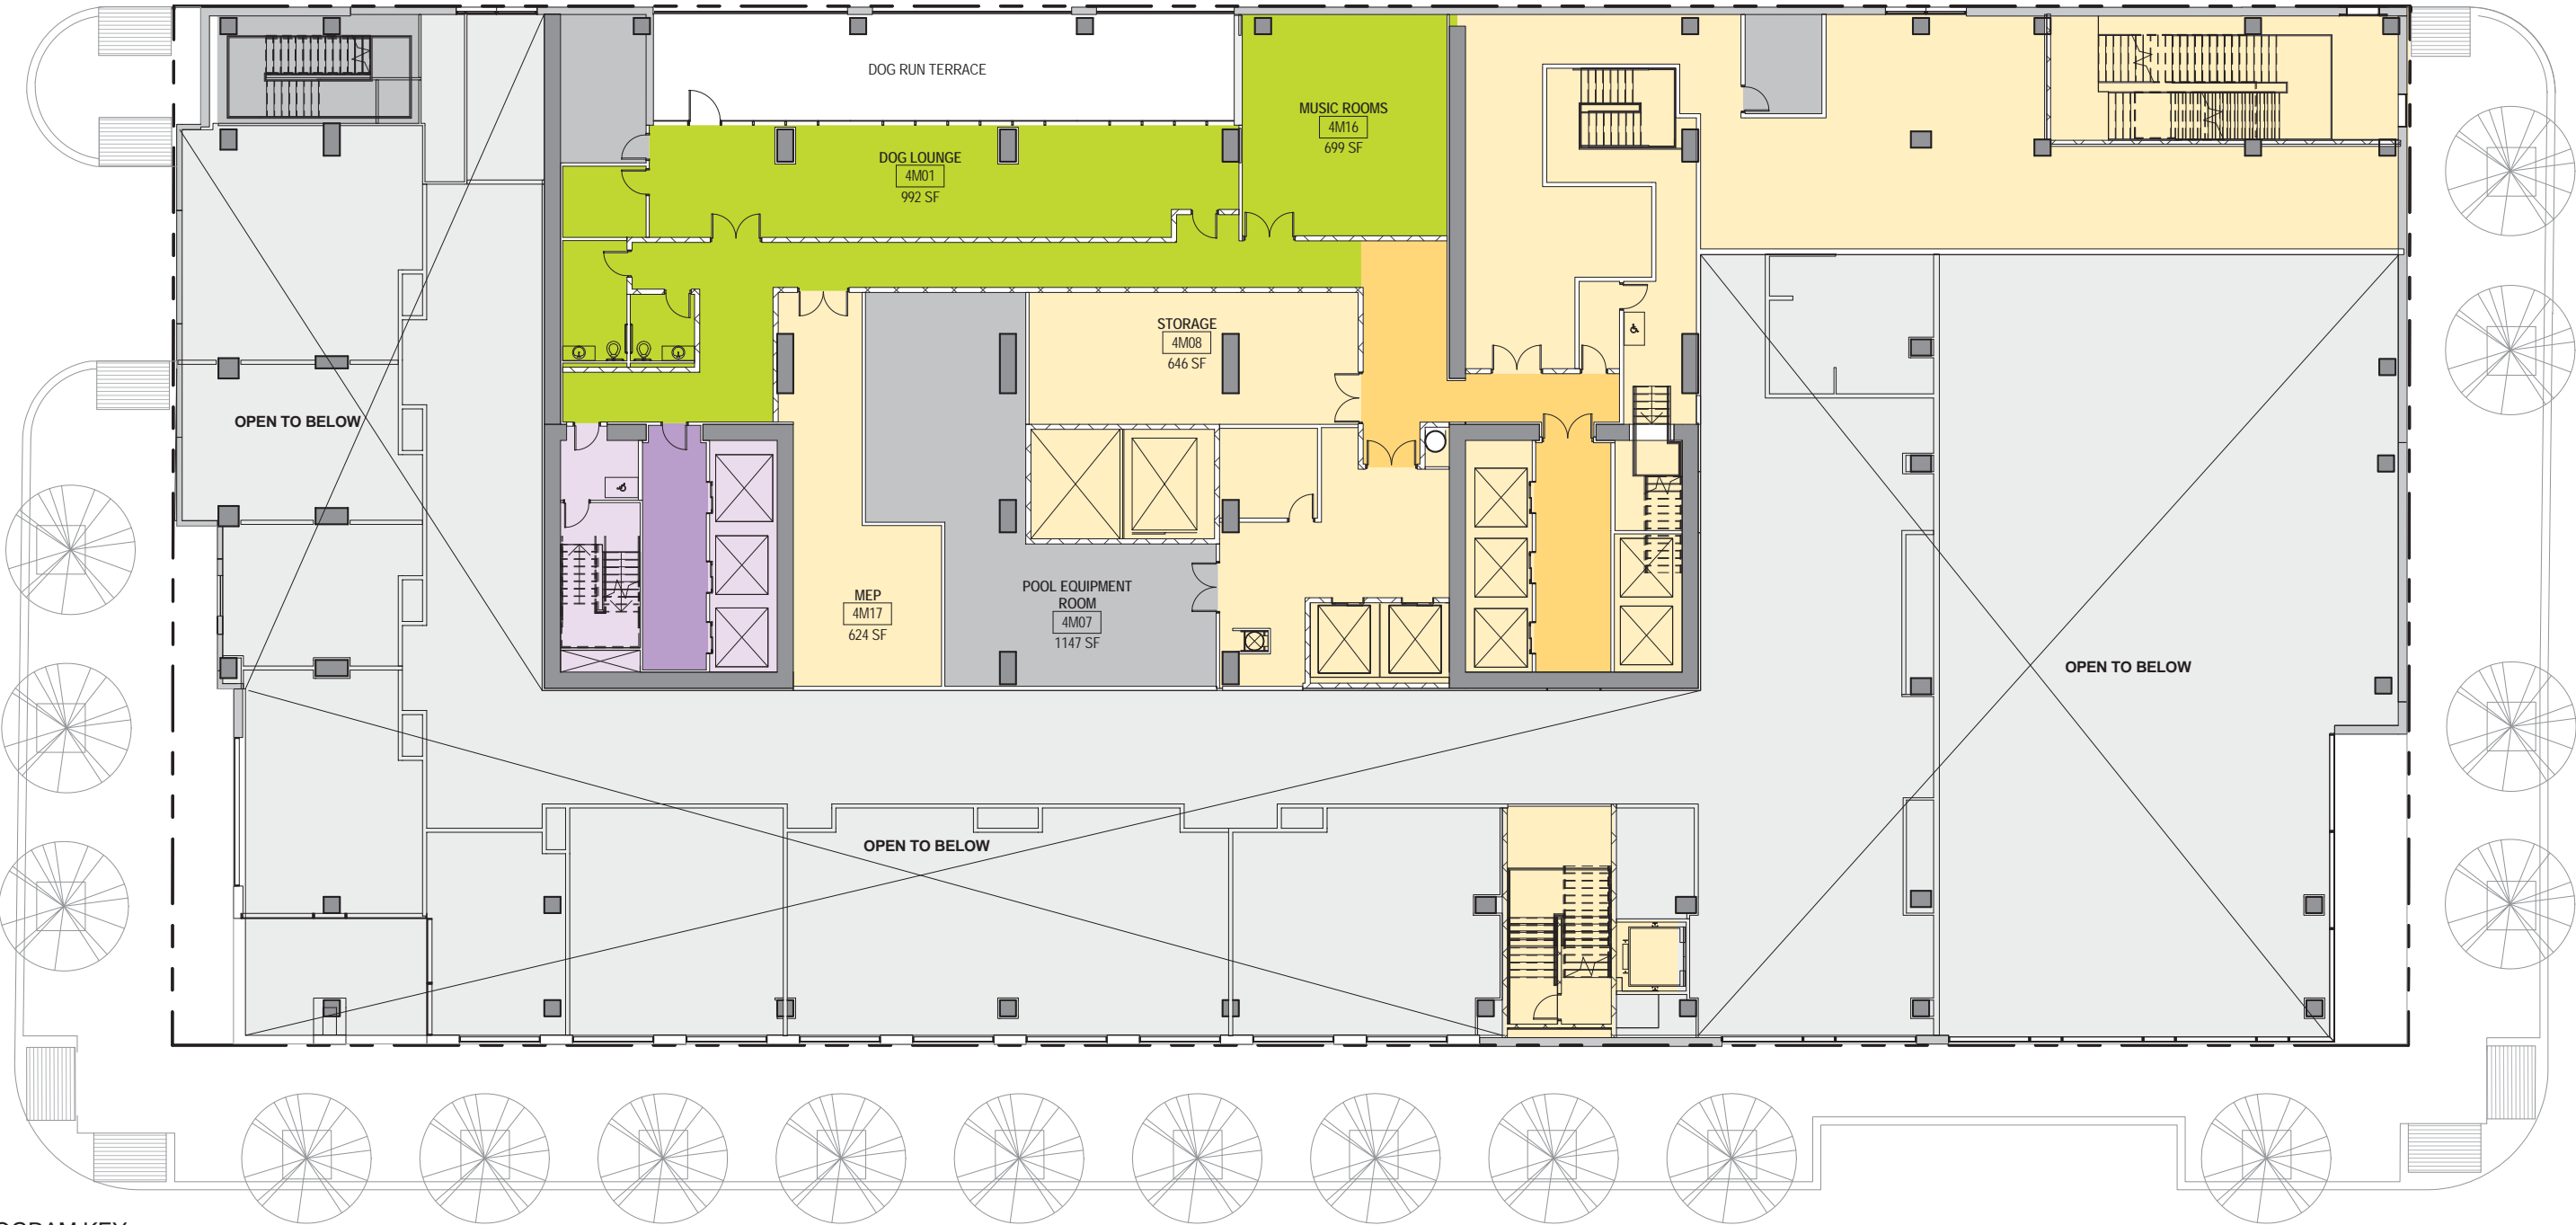 DOG RUN TERRACE
MUSIC ROOMS
4M16
699 SF
DOG LOUNGE
4M01
992 SF
STORAGE
4M08
646 SF
OPEN TO BELOW
MEP
4M17
624 SF
POOL EQUIPMENT
ROOM
4M07
1147 SF
OPEN TO BELOW
OPEN TO BELOW